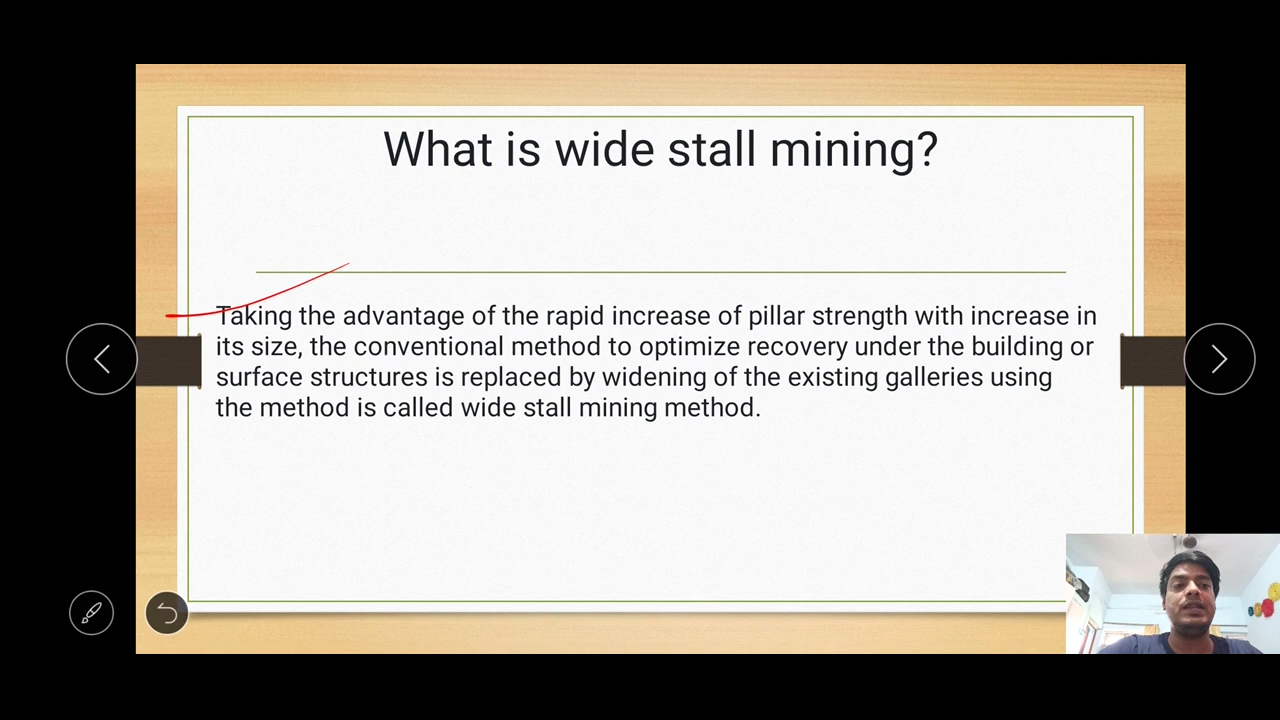 What is wide stall mining?
Taking the advantage of the rapid increase of pillar strength with increase in
its size, the conventional method to optimize recovery under the building or
surface structures is replaced by widening of the existing galleries using
the method is called wide stall mining method.